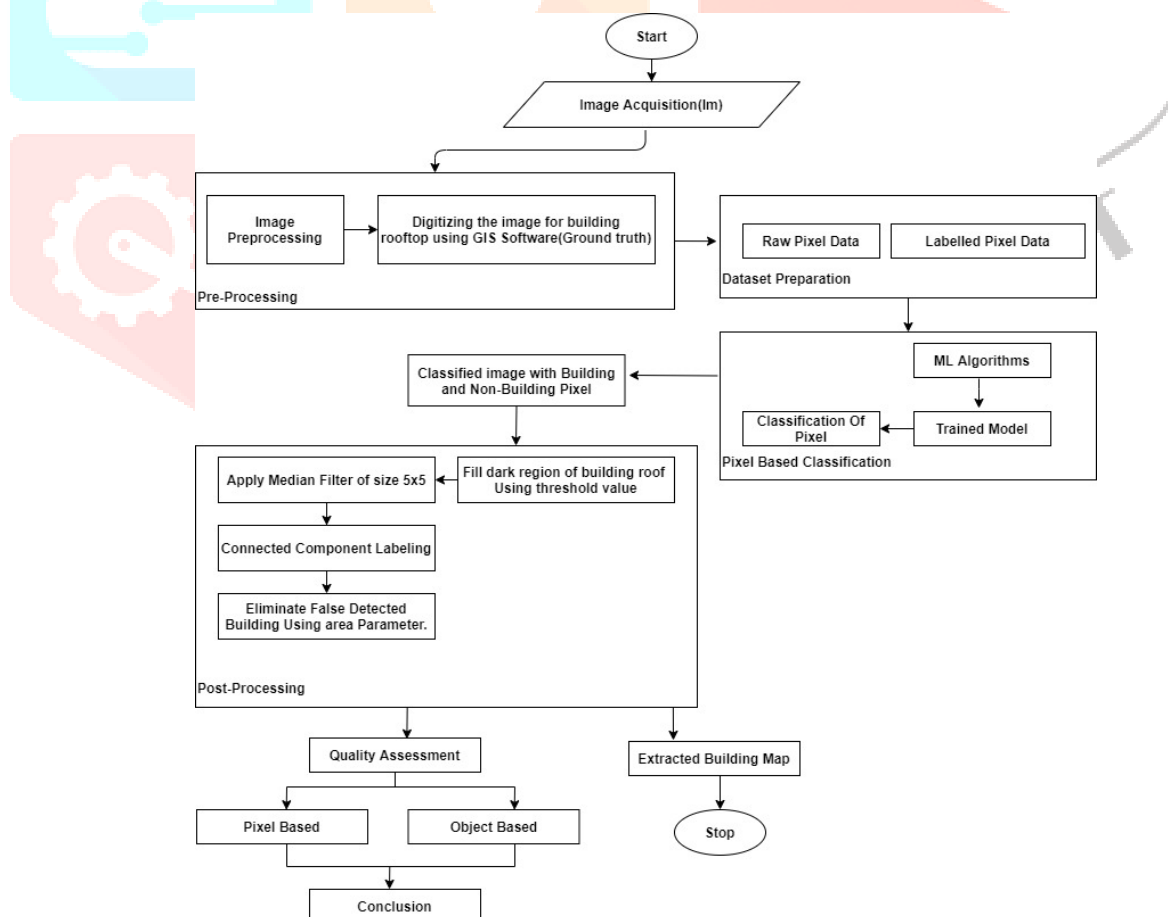 Start
Image Acquisition(Im)
Image
Preprocessing
Digitizing the image for building
rooftop using GIS Software(Ground truth)
Pre-Processing
Raw Pixel Data
Labelled Pixel Data
Dataset Preparation
ML Algorithms
Trained Model
Classification Of
Pixel
Pixel Based Classification
Classified image with Building
and Non-Building Pixel
Fill dark region of building roof
Using threshold value
Apply Median Filter of size 5x5
Connected Component Labeling
Eliminate False Detected
Building Using area Parameter.
Post-Processing
Quality Assessment
Extracted Building Map
Pixel Based
Object Based
Stop
Conclusion